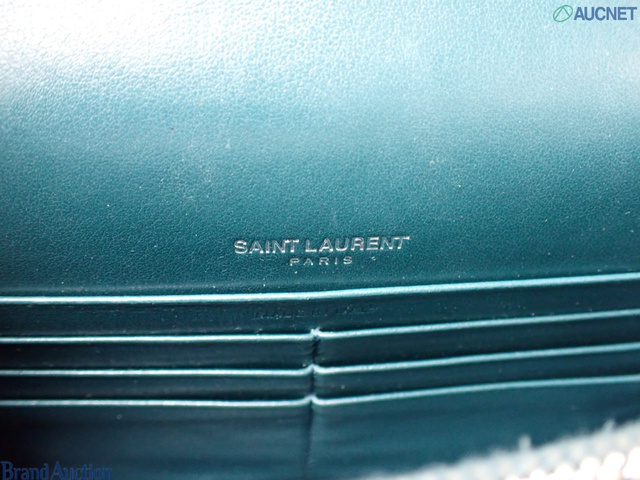 AUCNET
SAINT LAURENT
PARIS
Brand Auction